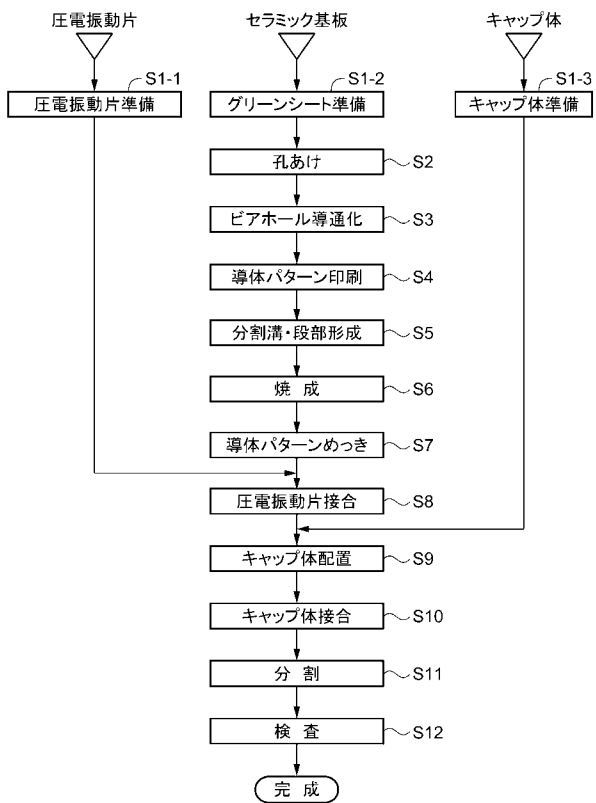 圧電振動片
セラミック基板
キャップ体
S1-1
S1-2
S1-3
圧電振動片準備
グリーンシート準備
キャップ体準備
孔あけ
S2
ビアホール導通化
S3
導体パターン印刷
S4
分割溝・段部形成
S5
焼 成
S6
導体パターンめっき
S7
圧電振動片接合
S8
キャップ体配置
S9
キャップ体接合
S10
分 割
S11
検 査
S12
完 成